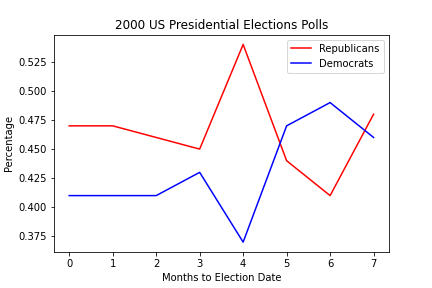 2000 US Presidential Elections Polls
Republicans
Democrats
Percentage
0.525
0.500
0.475
0.450
0.425
0.400
0.375
0 1 2 3 4 5 6 7
Months to Election Date